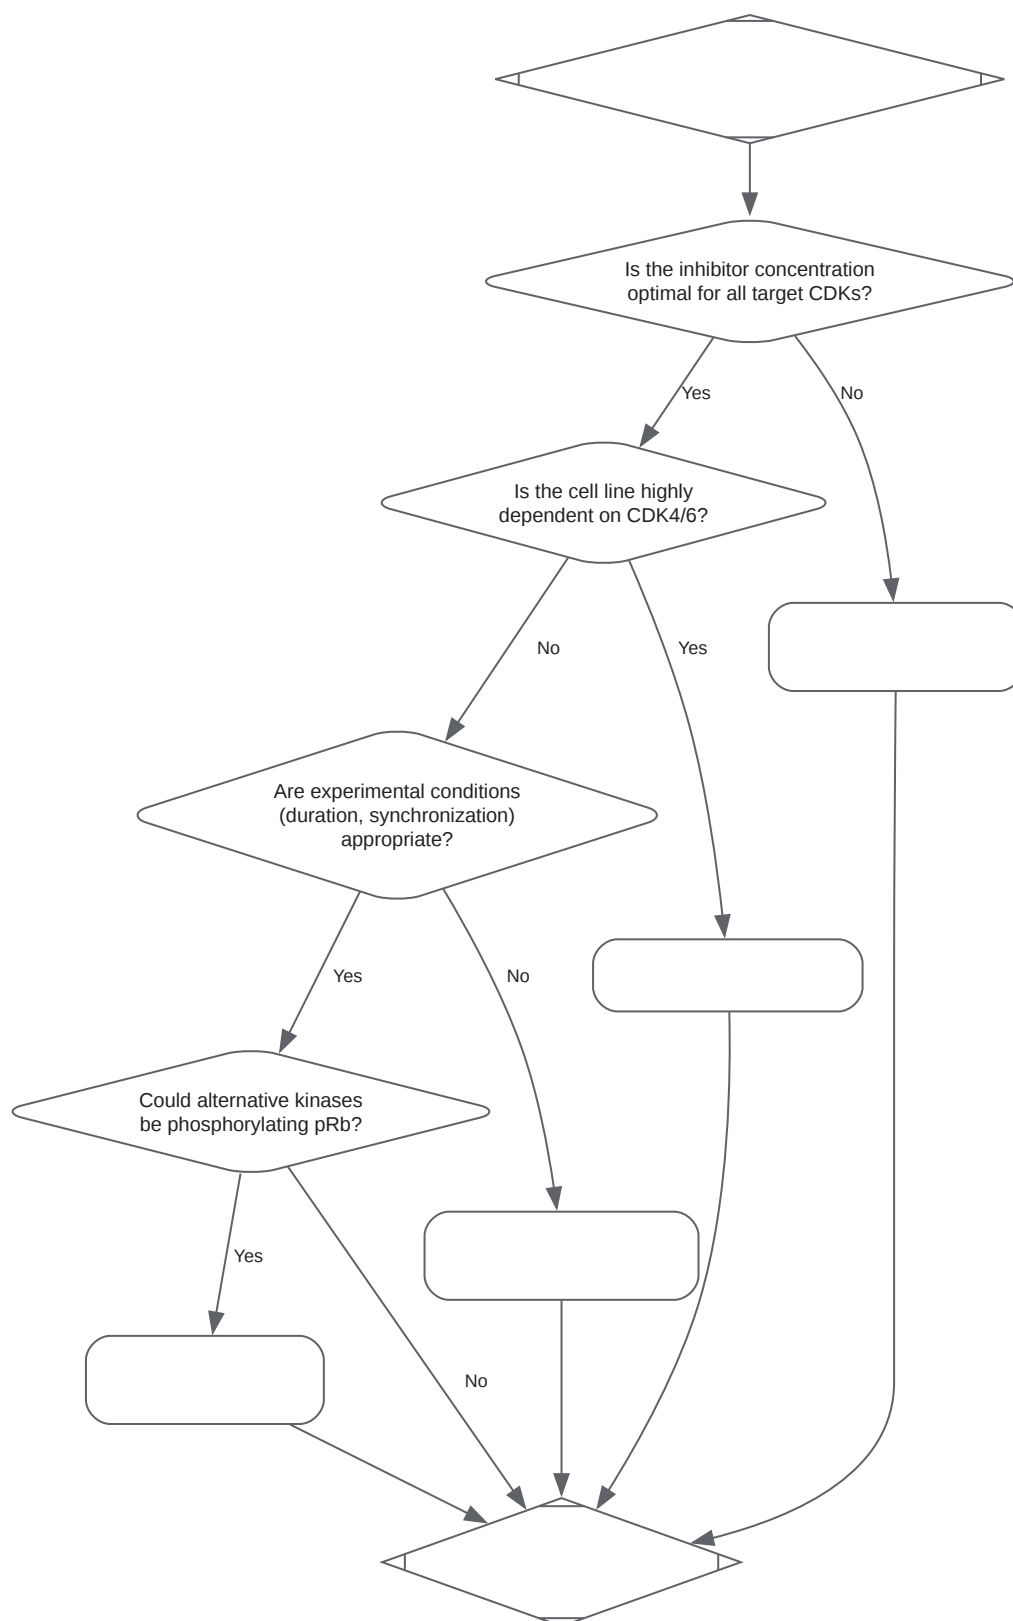 Is the inhibitor concentration
optimal for all target CDKs?
Yes
No
Is the cell line highly
dependent on CDK4/6?
No
Yes
Are experimental conditions
(duration, synchronization)
appropriate?
Yes
No
Could alternative kinases
be phosphorylating pRb?
Yes
No